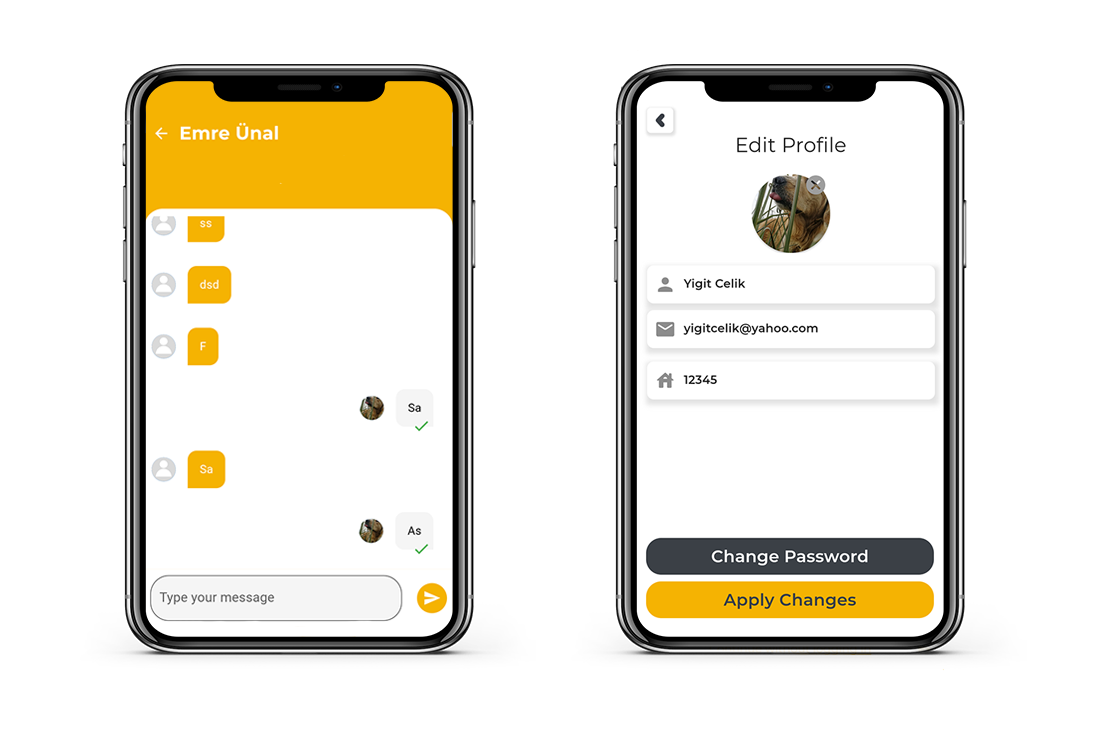 Emre Ünal
ss
dsd
F
Sa
Sa
As
Type your message
Edit Profile
Yigit Celik
yigitcelik@yahoo.com
12345
Change Password
Apply Changes